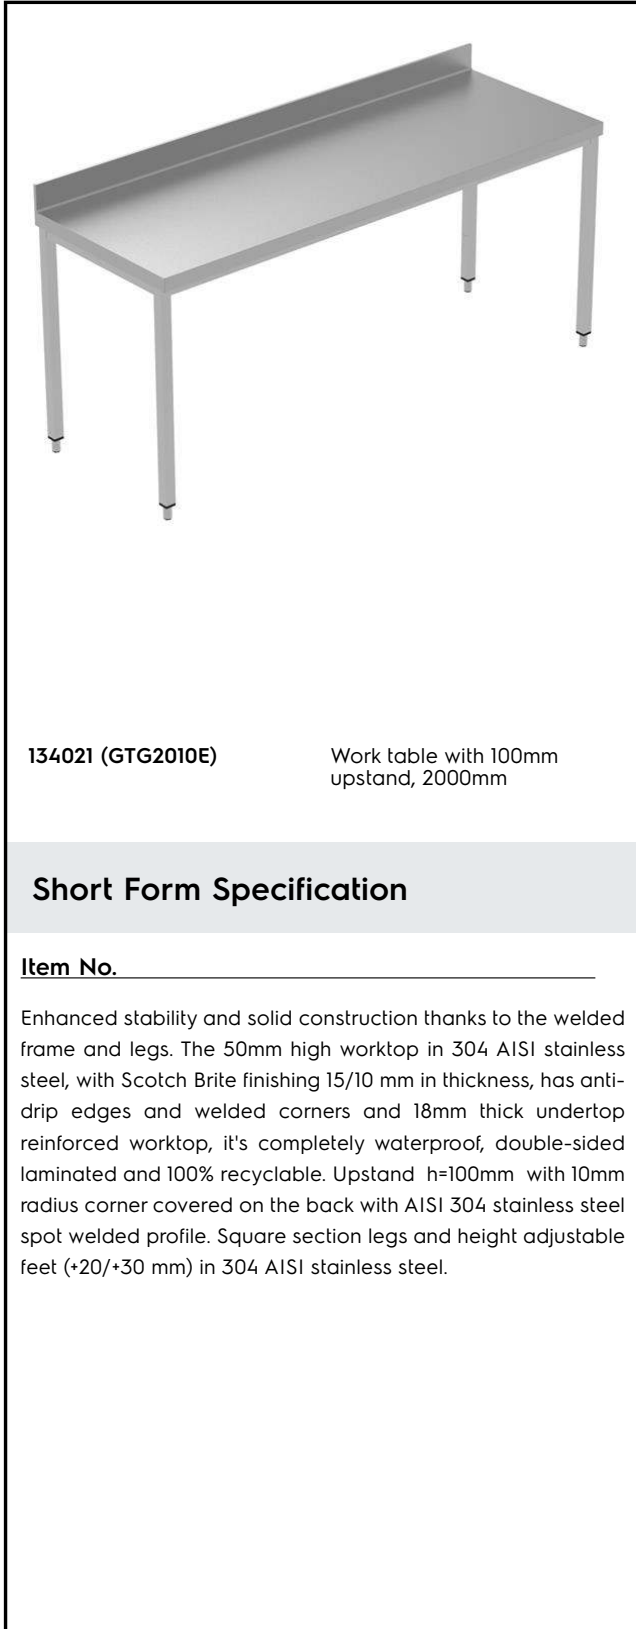 134021 (GTG2010E)
Work table with 100mm
upstand, 2000mm
Short Form Specification
Item No.
Enhanced stability and solid construction thanks to the welded
frame and legs. The 50mm high worktop in 304 AISI stainless
steel, with Scotch Brite finishing 15/10 mm in thickness, has anti-
drip edges and welded corners and 18mm thick undertop
reinforced worktop, it's completely waterproof, double-sided
laminated and 100% recyclable. Upstand h=100mm with 10mm
radius corner covered on the back with AISI 304 stainless steel
spot welded profile. Square section legs and height adjustable
feet (+20/+30 mm) in 304 AISI stainless steel.